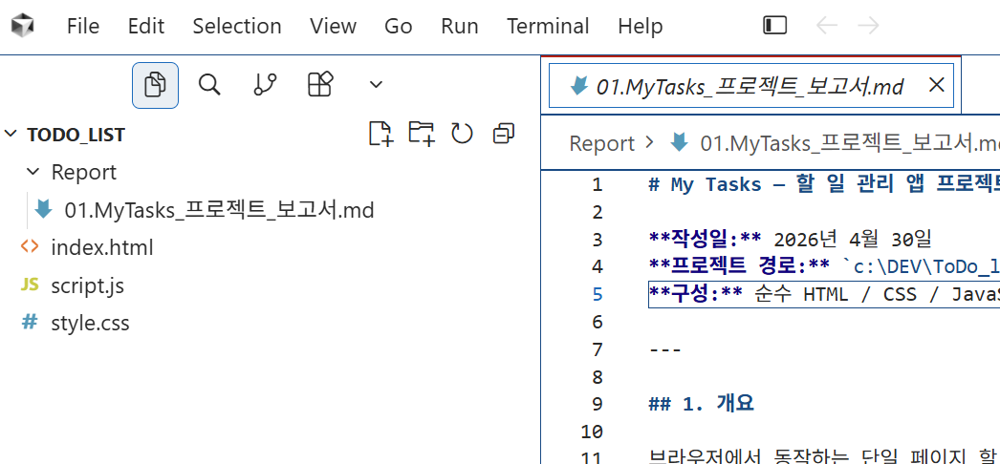 File Edit Selection View Go Run Terminal Help
TODO_LIST
Report
01.MyTasks_프로젝트_보고서.md
index.html
JS script.js
# style.css
01.MyTasks_프로젝트_보고서.md
Report > 01.MyTasks_프로젝트_보고서.md
1 # My Tasks — 할 일 관리 앱 프로젝트
2
3 **작성일:** 2026년 4월 30일
4 **프로젝트 경로:** `c:\DEV\ToDo_l
5 **구성:** 순수 HTML / CSS / JavaS
6
7 ---
8
9 ## 1. 개요
10
11 브라우저에서 동작하는 단일 페이지 할